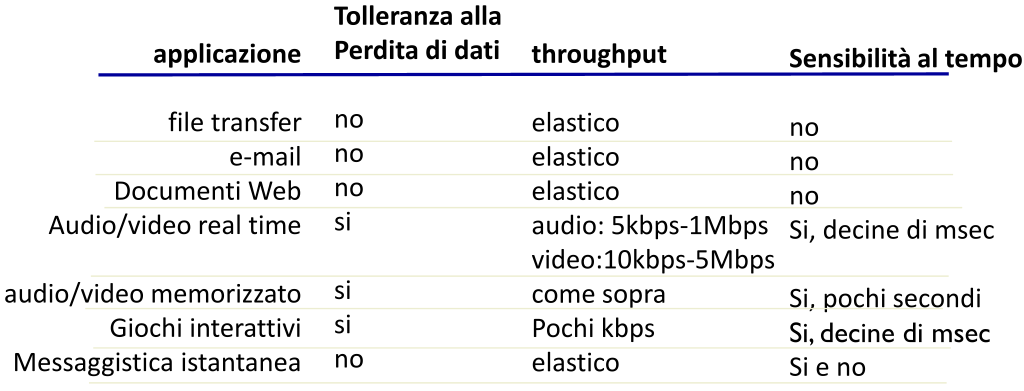 applicazione Tolleranza alla Perdita di dati throughput Sensibilità al tempo
file transfer no elastico no
e-mail no elastico no
Documenti Web no elastico no
Audio/video real time si audio: 5kbps-1Mbps Si, decine di msec
video:10kbps-5Mbps
audio/video memorizzato si come sopra Si, pochi secondi
Giochi interattivi si Pochi kbps Si, decine di msec
Messaggistica istantanea no elastico Si e no